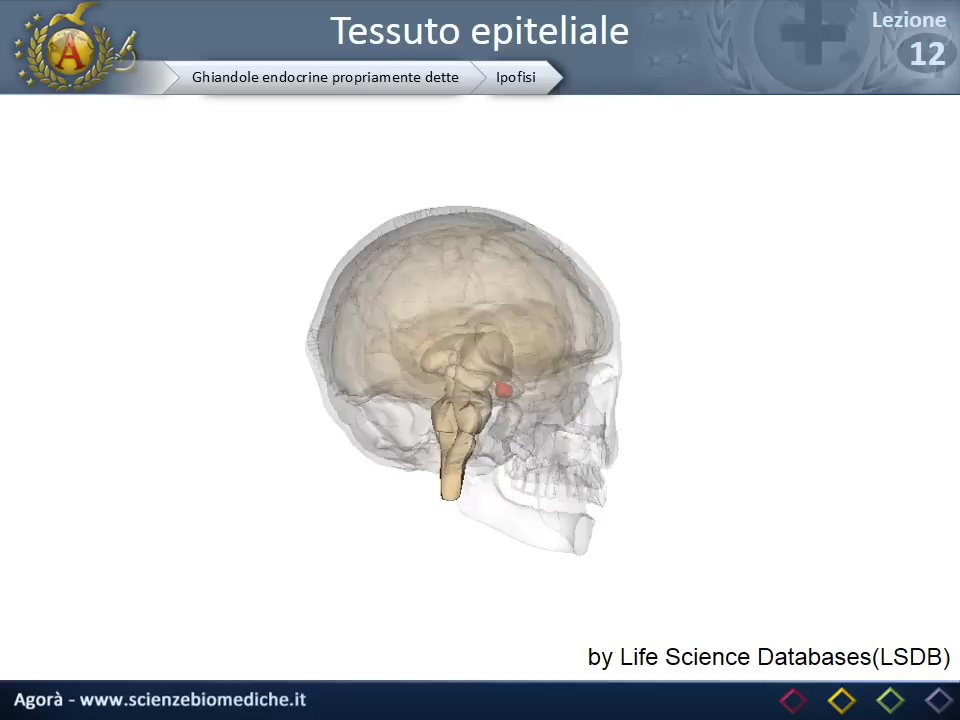 Tessuto epiteliale
Lezione
12
Ghiandole endocrine propriamente dette
Ipofisi
A
by Life Science Databases(LSDB)
Agorà - www.scienzebiomediche.it